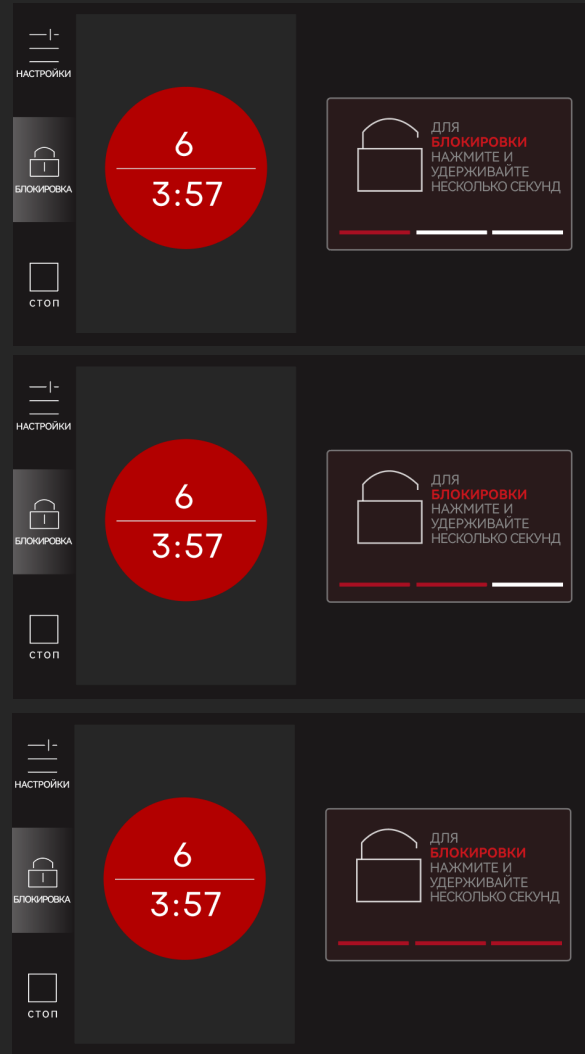 НАСТРОЙКИ
БЛОКИРОВКА
СТОП
6
3:57
ДЛЯ
БЛОКИРОВКИ
НАЖМИТЕ И
УДЕРЖИВАЙТЕ
НЕСКОЛЬКО СЕКУНД
НАСТРОЙКИ
БЛОКИРОВКА
СТОП
6
3:57
ДЛЯ
БЛОКИРОВКИ
НАЖМИТЕ И
УДЕРЖИВАЙТЕ
НЕСКОЛЬКО СЕКУНД
НАСТРОЙКИ
БЛОКИРОВКА
СТОП
6
3:57
ДЛЯ
БЛОКИРОВКИ
НАЖМИТЕ И
УДЕРЖИВАЙТЕ
НЕСКОЛЬКО СЕКУНД